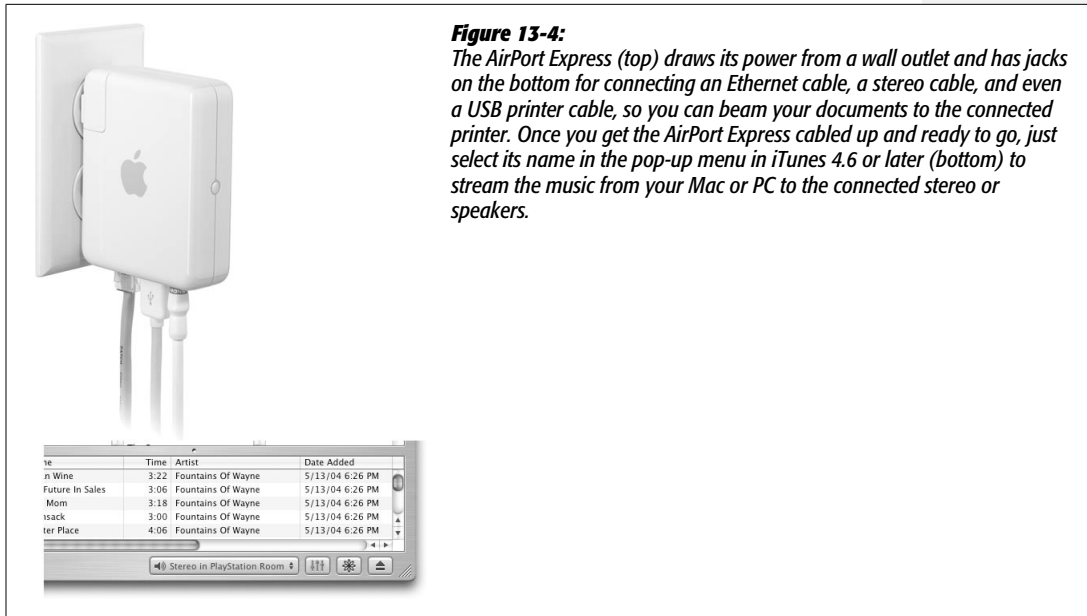 Figure 13-4:
The AirPort Express (top) draws its power from a wall outlet and has jacks
on the bottom for connecting an Ethernet cable, a stereo cable, and even
a USB printer cable, so you can beam your documents to the connected
printer. Once you get the AirPort Express cabled up and ready to go, just
select its name in the pop-up menu in iTunes 4.6 or later (bottom) to
stream the music from your Mac or PC to the connected stereo or
speakers.
ne Time Artist Date Added
n Wine 3:22 Fountains Of Wayne 5/13/04 6:26 PM
Future In Sales 3:06 Fountains Of Wayne 5/13/04 6:26 PM
Mom 3:18 Fountains Of Wayne 5/13/04 6:26 PM
nsack 3:00 Fountains Of Wayne 5/13/04 6:26 PM
ter Place 4:06 Fountains Of Wayne 5/13/04 6:26 PM
Stereo in PlayStation Room